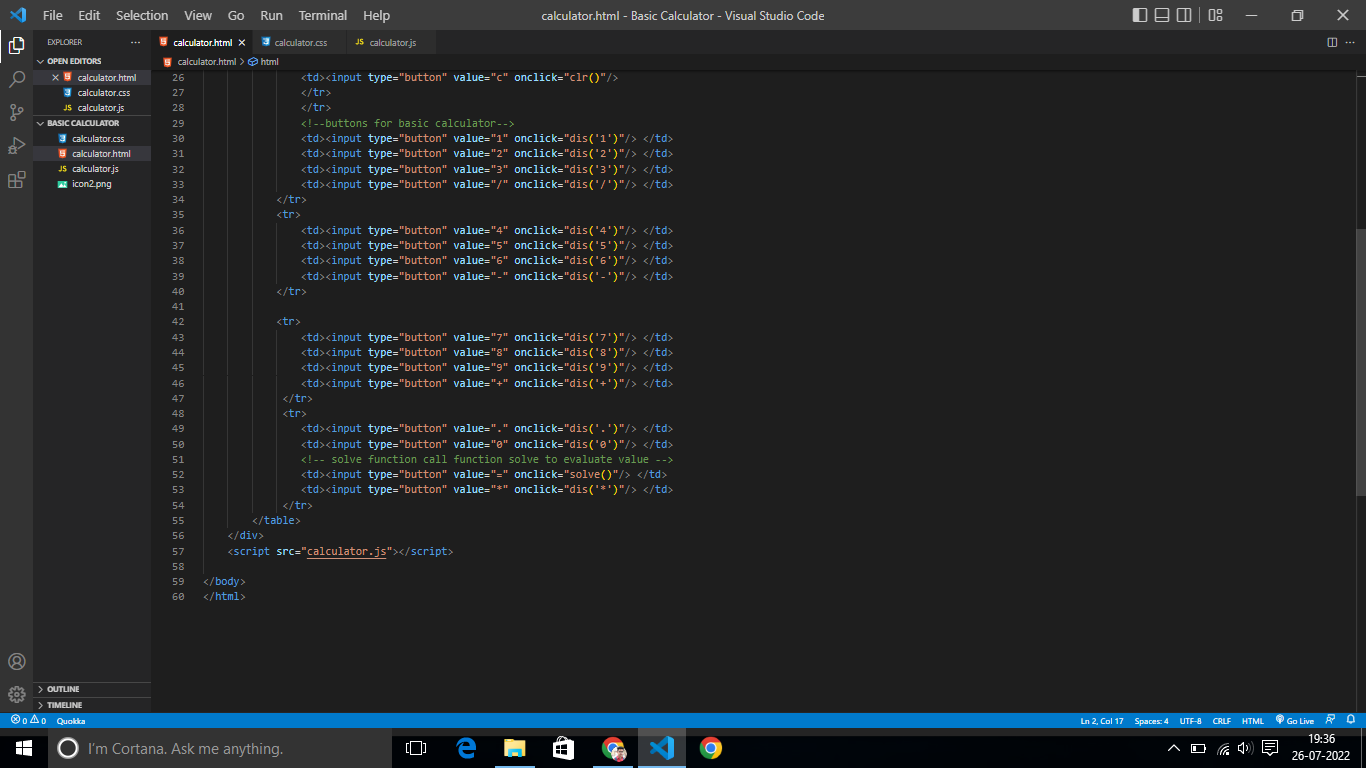 File Edit Selection View Go Run Terminal Help calculator.html - Basic Calculator - Visual Studio Code
EXPLORER ···
OPEN EDITORS
calculator.html
calculator.css
JS calculator.js
BASIC CALCULATOR
calculator.css
calculator.html
JS calculator.js
icon2.png
OUTLINE
TIMELINE
calculator.html calculator.css JS calculator.js
calculator.html > html
26 <td><input type="button" value="c" onclick="clr()"/>
27 </tr>
28 </tr>
29 <!--buttons for basic calculator-->
30 <td><input type="button" value="1" onclick="dis('1')"/> </td>
31 <td><input type="button" value="2" onclick="dis('2')"/> </td>
32 <td><input type="button" value="3" onclick="dis('3')"/> </td>
33 <td><input type="button" value="/" onclick="dis('/')"/> </td>
34 </tr>
35 <tr>
36 <td><input type="button" value="4" onclick="dis('4')"/> </td>
37 <td><input type="button" value="5" onclick="dis('5')"/> </td>
38 <td><input type="button" value="6" onclick="dis('6')"/> </td>
39 <td><input type="button" value="-" onclick="dis('-')"/> </td>
40 </tr>
41
42 <tr>
43 <td><input type="button" value="7" onclick="dis('7')"/> </td>
44 <td><input type="button" value="8" onclick="dis('8')"/> </td>
45 <td><input type="button" value="9" onclick="dis('9')"/> </td>
46 <td><input type="button" value="+" onclick="dis('+')"/> </td>
47 </tr>
48 <tr>
49 <td><input type="button" value="." onclick="dis('.')"/> </td>
50 <td><input type="button" value="0" onclick="dis('0')"/> </td>
51 <!-- solve function call function solve to evaluate value -->
52 <td><input type="button" value="=" onclick="solve()"/> </td>
53 <td><input type="button" value="*" onclick="dis('*')"/> </td>
54 </tr>
55 </table>
56 </div>
57 <script src="calculator.js"></script>
58
59 </body>
60 </html>
0 0 Quokka Ln 2, Col 17 Spaces: 4 UTF-8 CRLF HTML Go Live
I'm Cortana. Ask me anything.
19:36
26-07-2022